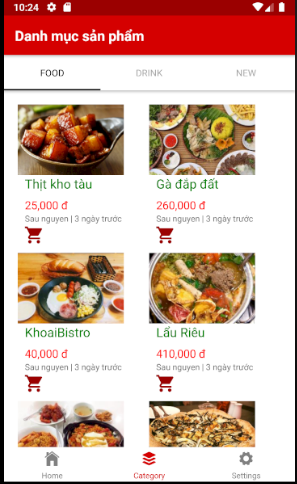 10:24
Danh mục sản phẩm
FOOD DRINK NEW
Thịt kho tàu
25,000 đ
Sau nguyen | 3 ngày trước
Gà đắp đất
260,000 đ
Sau nguyen | 3 ngày trước
KhoaiBistro
40,000 đ
Sau nguyen | 3 ngày trước
Lẩu Riêu
410,000 đ
Sau nguyen | 3 ngày trước
Home Category Settings